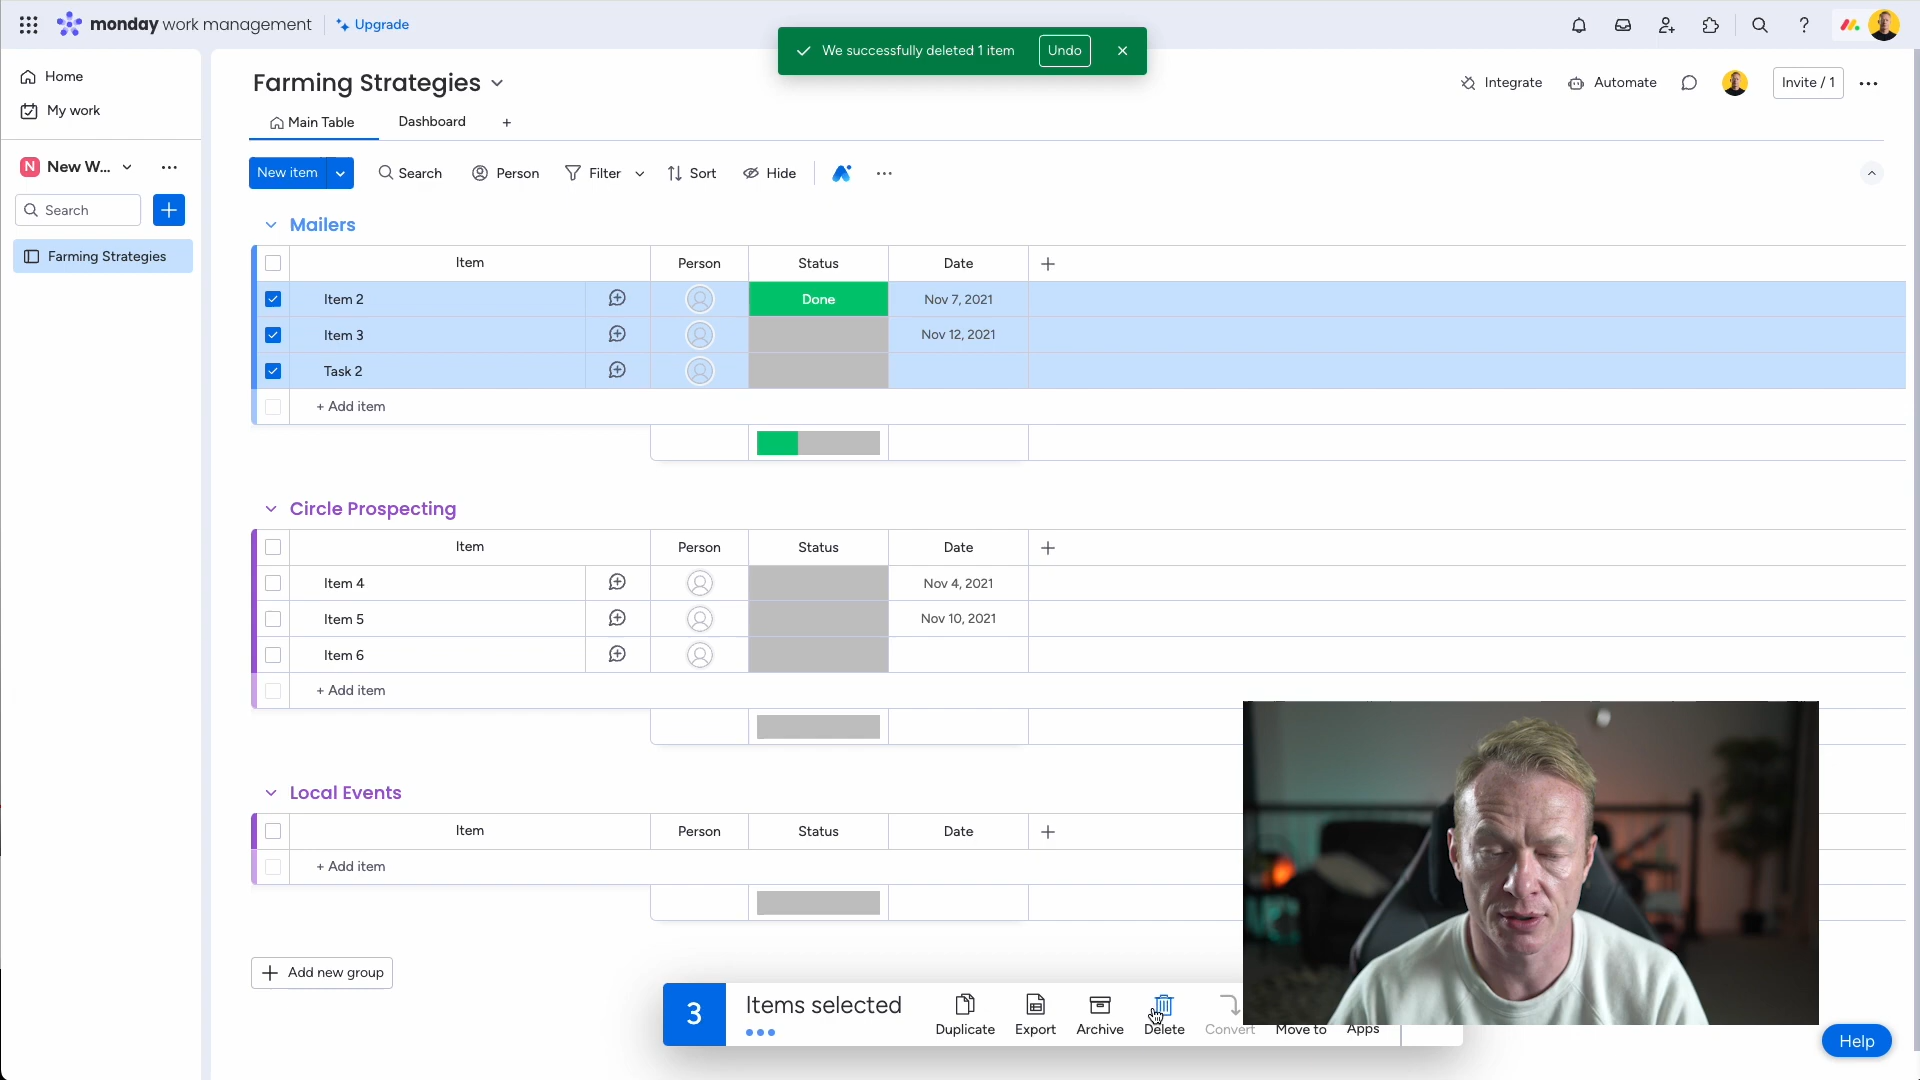 monday work management
Upgrade
We successfully deleted 1 item
Undo
Home
My work
N
New W...
Search
Farming Strategies
Farming Strategies
Integrate
Automate
Invite / 1
Main Table
Dashboard
New item
Search
Person
Filter
Sort
Hide
Mailers
Item Person Status Date
Item 2 Done Nov 7, 2021
Item 3 Nov 12, 2021
Task 2
+ Add item
Circle Prospecting
Item Person Status Date
Item 4 Nov 4, 2021
Item 5 Nov 10, 2021
Item 6
+ Add item
Local Events
Item Person Status Date
+ Add item
Add new group
3
Items selected
Duplicate
Export
Archive
Delete
Convert
Move to
Apps
Help